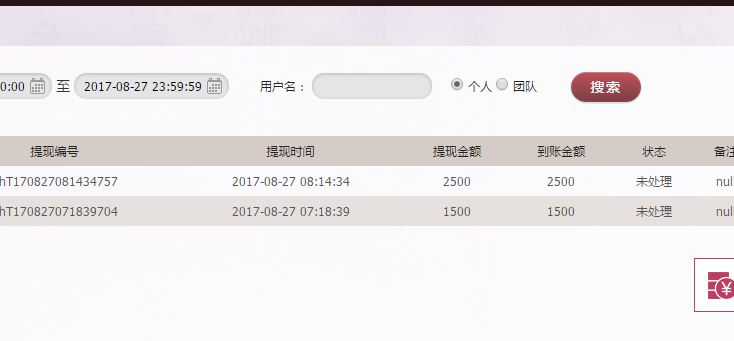 0:00 至 2017-08-27 23:59:59 用户名： 个人 团队 搜索
提现编号 提现时间 提现金额 到账金额 状态 备注
hT170827081434757 2017-08-27 08:14:34 2500 2500 未处理 null
hT170827071839704 2017-08-27 07:18:39 1500 1500 未处理 null
¥